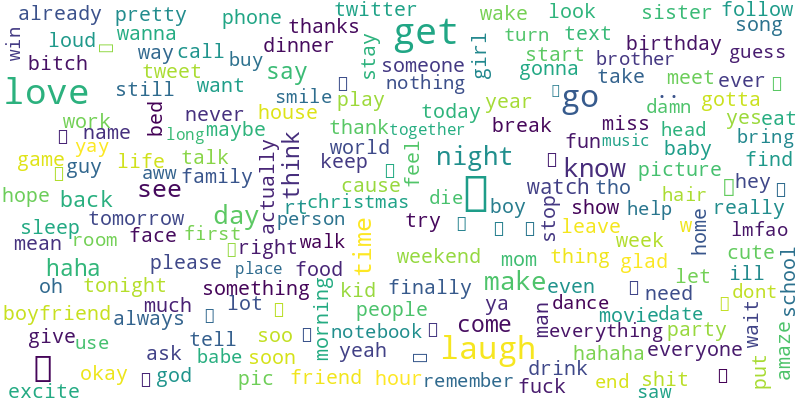 already pretty phone twitter wake look sister follow
win loud wanna thanks get turn text song
bitch way call buy dinner stay girl start birthday guess
tweet say someone nothing gonna brother take meet ever
love still want smile play today year go damn gotta
work name bed never maybe house thank together break miss head yes eat
yay long world fun music baby bring
game guy life talk actually think keep feel night know picture find
aww family cause watch tho hair hey
hope back see rt christmas die boy stop show help really
sleep tomorrow day person try leave w home lmfao
mean room face first right walk time week cute
haha please place food weekend mom thing glad let ill school
oh tonight something morning kid finally make even need dont
boyfriend always much lot people ya man dance movie date wait amaze
give use tell soo notebook come everything party
ask babe soon yeah laugh hahaha everyone put
okay god pic friend hour remember drink fuck end shit
excite saw
..